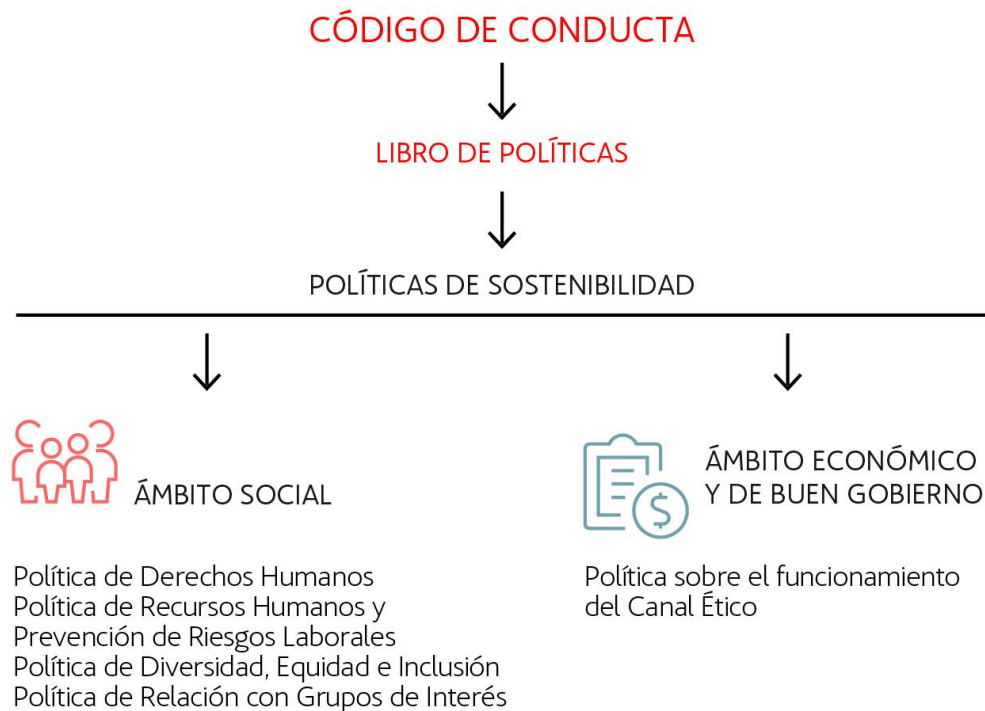 CÓDIGO DE CONDUCTA
LIBRO DE POLÍTICAS
POLÍTICAS DE SOSTENIBILIDAD
ÁMBITO SOCIAL
Política de Derechos Humanos
Política de Recursos Humanos y
Prevención de Riesgos Laborales
Política de Diversidad, Equidad e Inclusión
Política de Relación con Grupos de Interés
ÁMBITO ECONÓMICO
Y DE BUEN GOBIERNO
$
Política sobre el funcionamiento
del Canal Ético